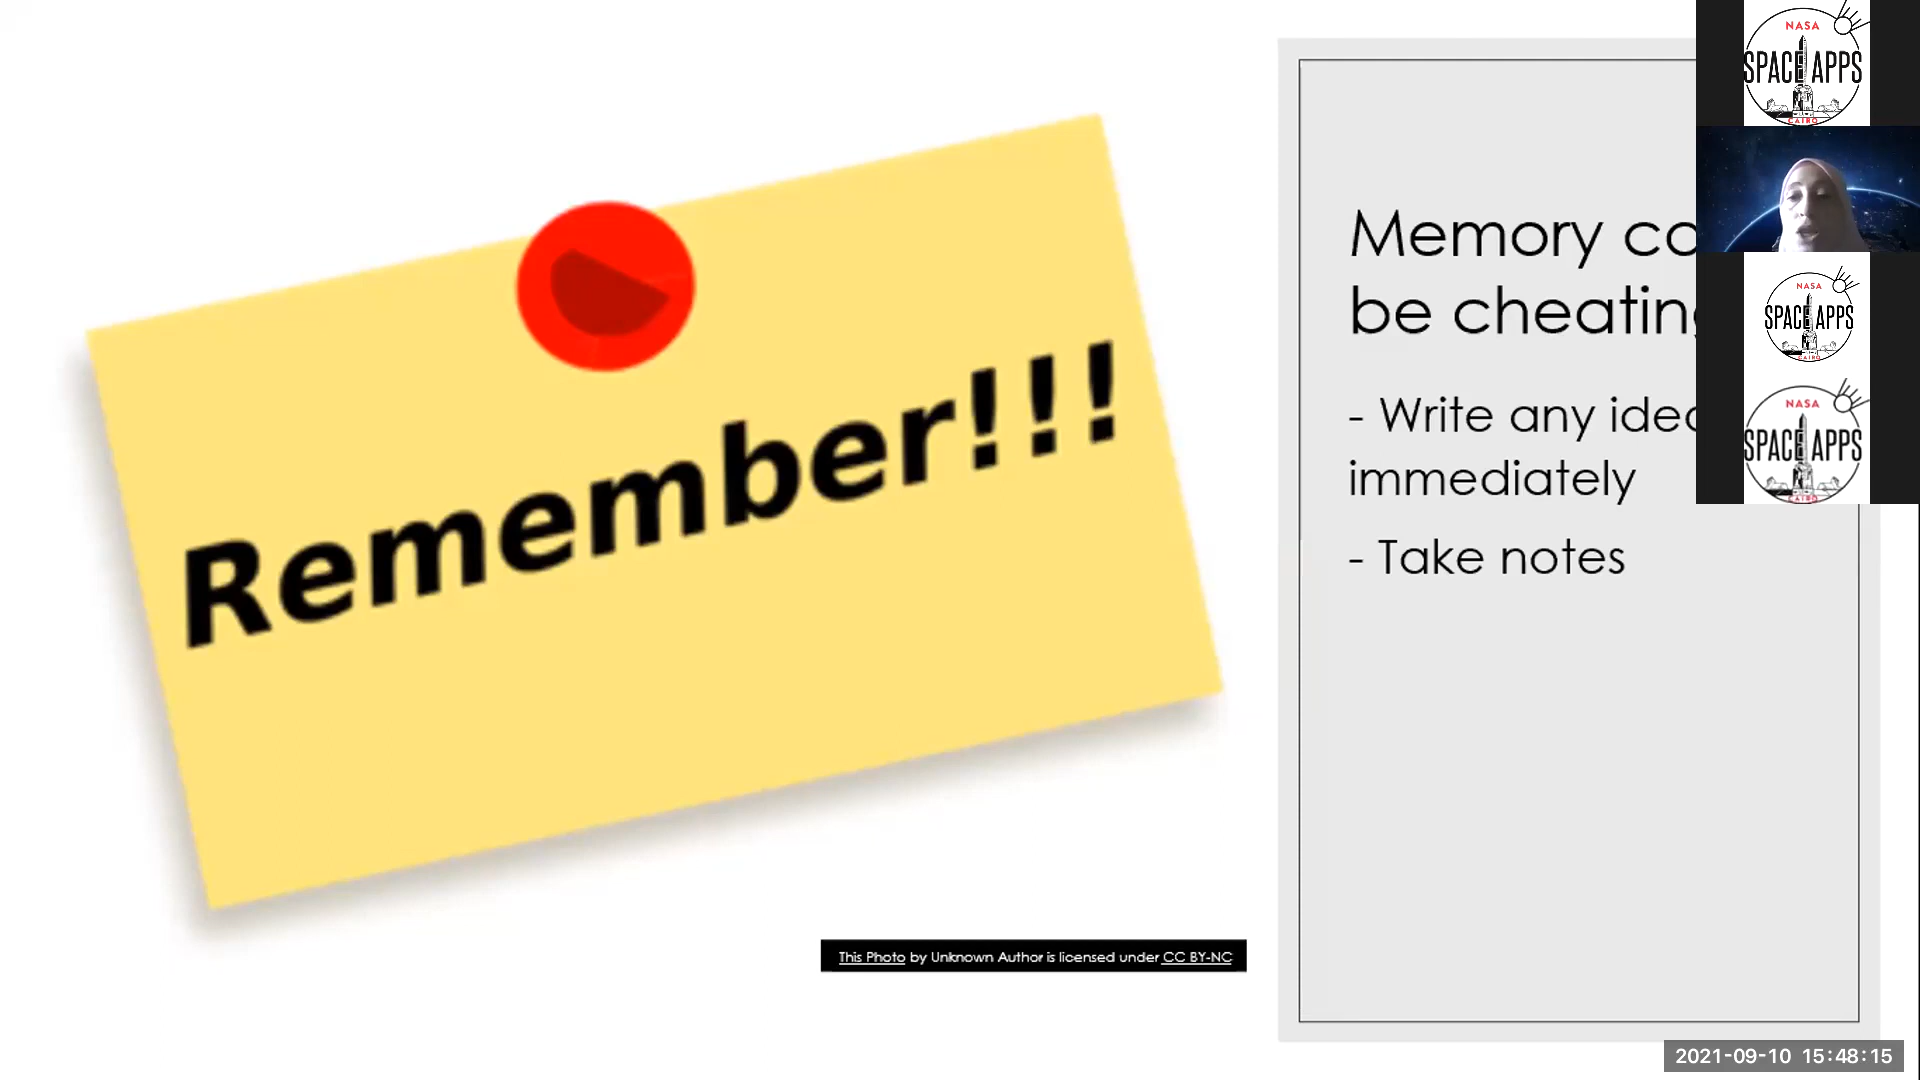 Remember!!!
This Photo by Unknown Author is licensed under CC BY-NC
Memory
be
- Write any
immediately
- Take notes
NASA
SPACE APPS
CAIRO
NASA
SPACE APPS
CAIRO
NASA
SPACE APPS
CAIRO
2021-09-10 15:48:15